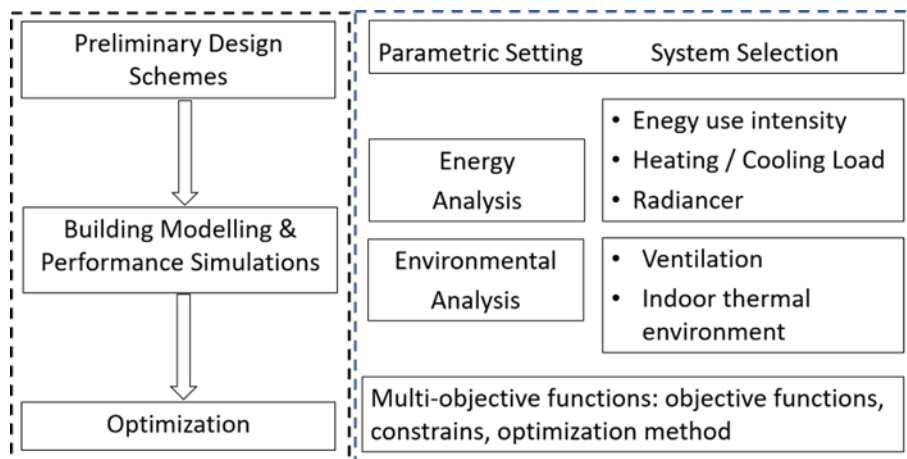 Preliminary Design
Schemes
Parametric Setting System Selection
Building Modelling &
Performance Simulations
Energy
Analysis
• Enegy use intensity
• Heating / Cooling Load
• Radiancer
Environmental
Analysis
• Ventilation
• Indoor thermal
environment
Optimization
Multi-objective functions: objective functions,
constrains, optimization method